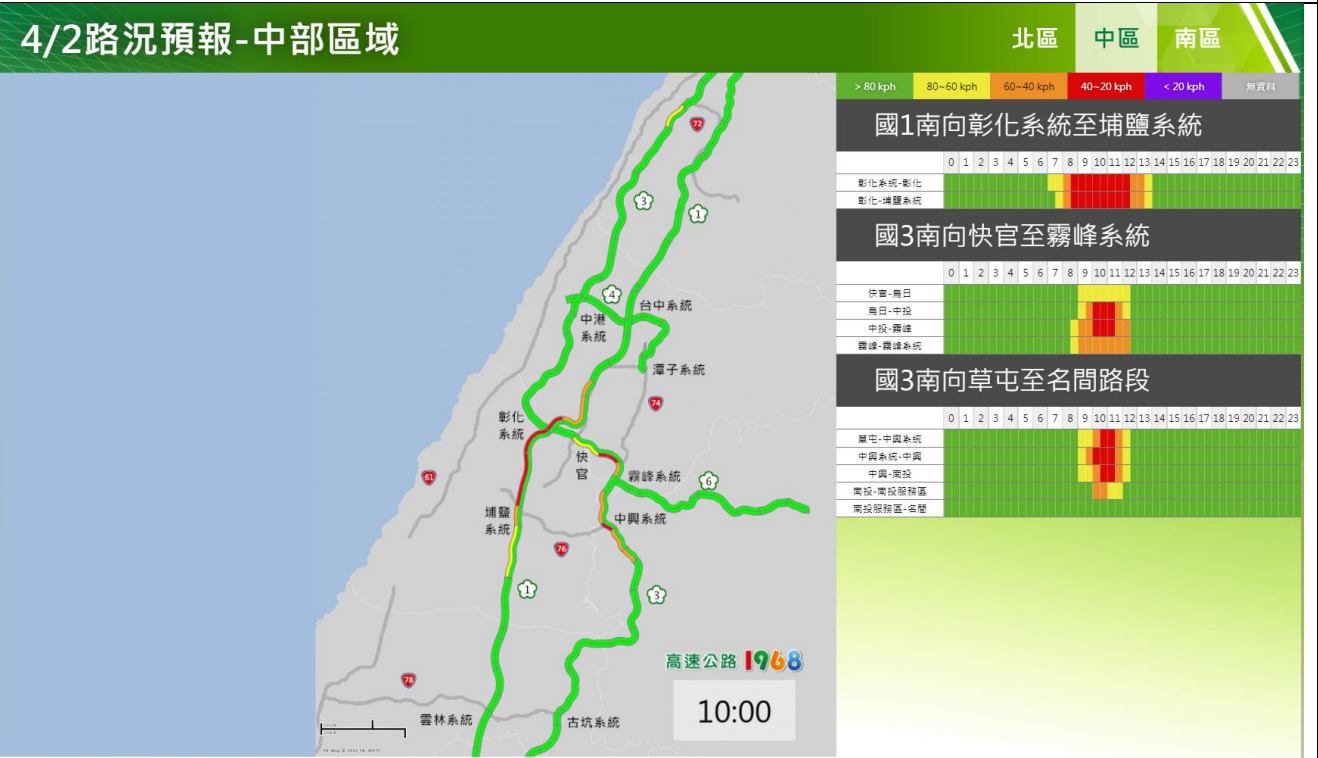 4/2路況預報-中部區域
北區 中區 南區
> 80 kph 80~60 kph 60~40 kph 40~20 kph < 20 kph 無資料
國1南向彰化系統至埔鹽系統
0 1 2 3 4 5 6 7 8 9 10 11 12 13 14 15 16 17 18 19 20 21 22 23
彰化系統-彰化
彰化-埔鹽系統
國3南向快官至霧峰系統
0 1 2 3 4 5 6 7 8 9 10 11 12 13 14 15 16 17 18 19 20 21 22 23
快官-烏日
烏日-中投
中投-霧峰
霧峰-霧峰系統
國3南向草屯至名間路段
0 1 2 3 4 5 6 7 8 9 10 11 12 13 14 15 16 17 18 19 20 21 22 23
草屯-中興系統
中興系統-中興
中興-南投
南投-南投服務區
南投服務區-名間
72
3
1
4
台中系統
中港
系統
潭子系統
74
彰化
系統
快
官
61
霧峰系統
6
埔鹽
系統
中興系統
76
1
3
高速公路 1968
78
10:00
雲林系統
古坑系統